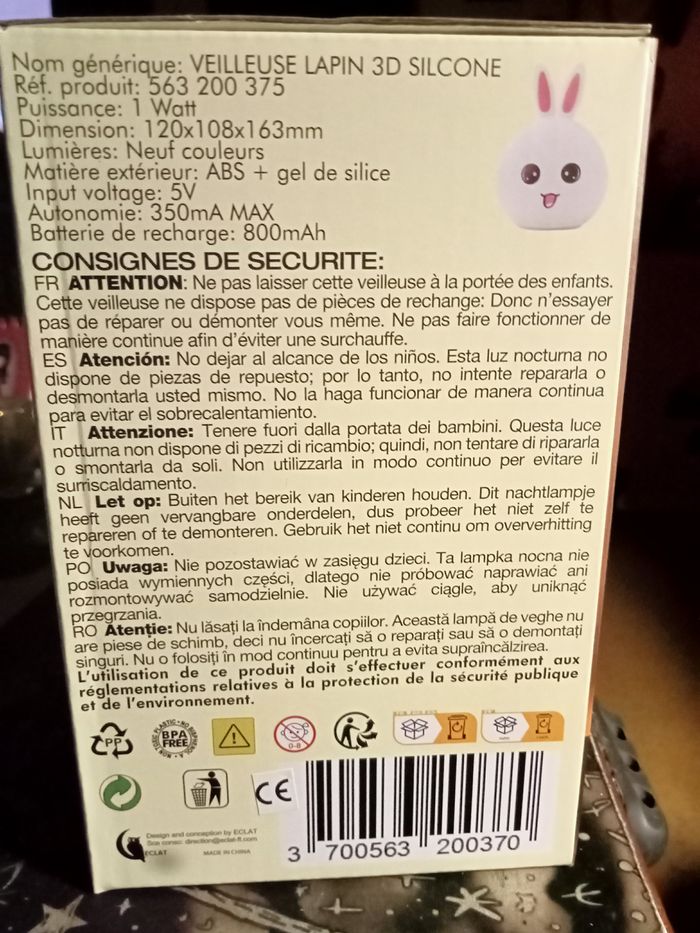 Nom générique: VEILLEUSE LAPIN 3D SILCONE
Réf. produit: 563 200 375
Puissance: 1 Watt
Dimension: 120x108x163mm
Lumières: Neuf couleurs
Matière extérieur: ABS + gel de silice
Input voltage: 5V
Autonomie: 350mA MAX
Batterie de recharge: 800mAh
CONSIGNES DE SECURITE:
FR ATTENTION: Ne pas laisser cette veilleuse à la portée des enfants.
Cette veilleuse ne dispose pas de pièces de rechange: Donc n'essayer
pas de réparer ou démonter vous même. Ne pas faire fonctionner de
manière continue afin d'éviter une surchauffe.
ES Atención: No dejar al alcance de los niños. Esta luz nocturna no
dispone de piezas de repuesto; por lo tanto, no intente repararla o
desmontarla usted mismo. No la haga funcionar de manera continua
para evitar el sobrecalentamiento.
IT Attenzione: Tenere fuori dalla portata dei bambini. Questa luce
notturna non dispone di pezzi di ricambio; quindi, non tentare di ripararla
o smontarla da soli. Non utilizzarla in modo continuo per evitare il
surriscaldamento.
NL Let op: Buiten het bereik van kinderen houden. Dit nachtlampje
heeft geen vervangbare onderdelen, dus probeer het niet zelf te
repareren of te demonteren. Gebruik het niet continu om oververhitting
te voorkomen.
PO Uwaga: Nie pozostawiać w zasięgu dzieci. Ta lampka nocna nie
posiada wymiennych części, dlatego nie próbować naprawiać ani
rozmontowywać samodzielnie. Nie używać ciągle, aby uniknąć
przegrzania.
RO Atenție: Nu lăsați la îndemâna copiilor. Această lampă de veghe nu
are piese de schimb, deci nu încercați să o reparați sau să o demontați
singuri. Nu o folosiți în mod continuu pentru a evita supraîncălzirea.
L'utilisation de ce produit doit s'effectuer conformément aux
réglementations relatives à la protection de la sécurité publique
et de l'environnement.
PP
NON TOXIC PLASTIC • NO BISPHENOL
BPA
FREE
0-8
CE
Design and conception by ECLAT
Sce conso: direction@eclat-ft.com
ECLAT MADE IN CHINA
3 700563 200370